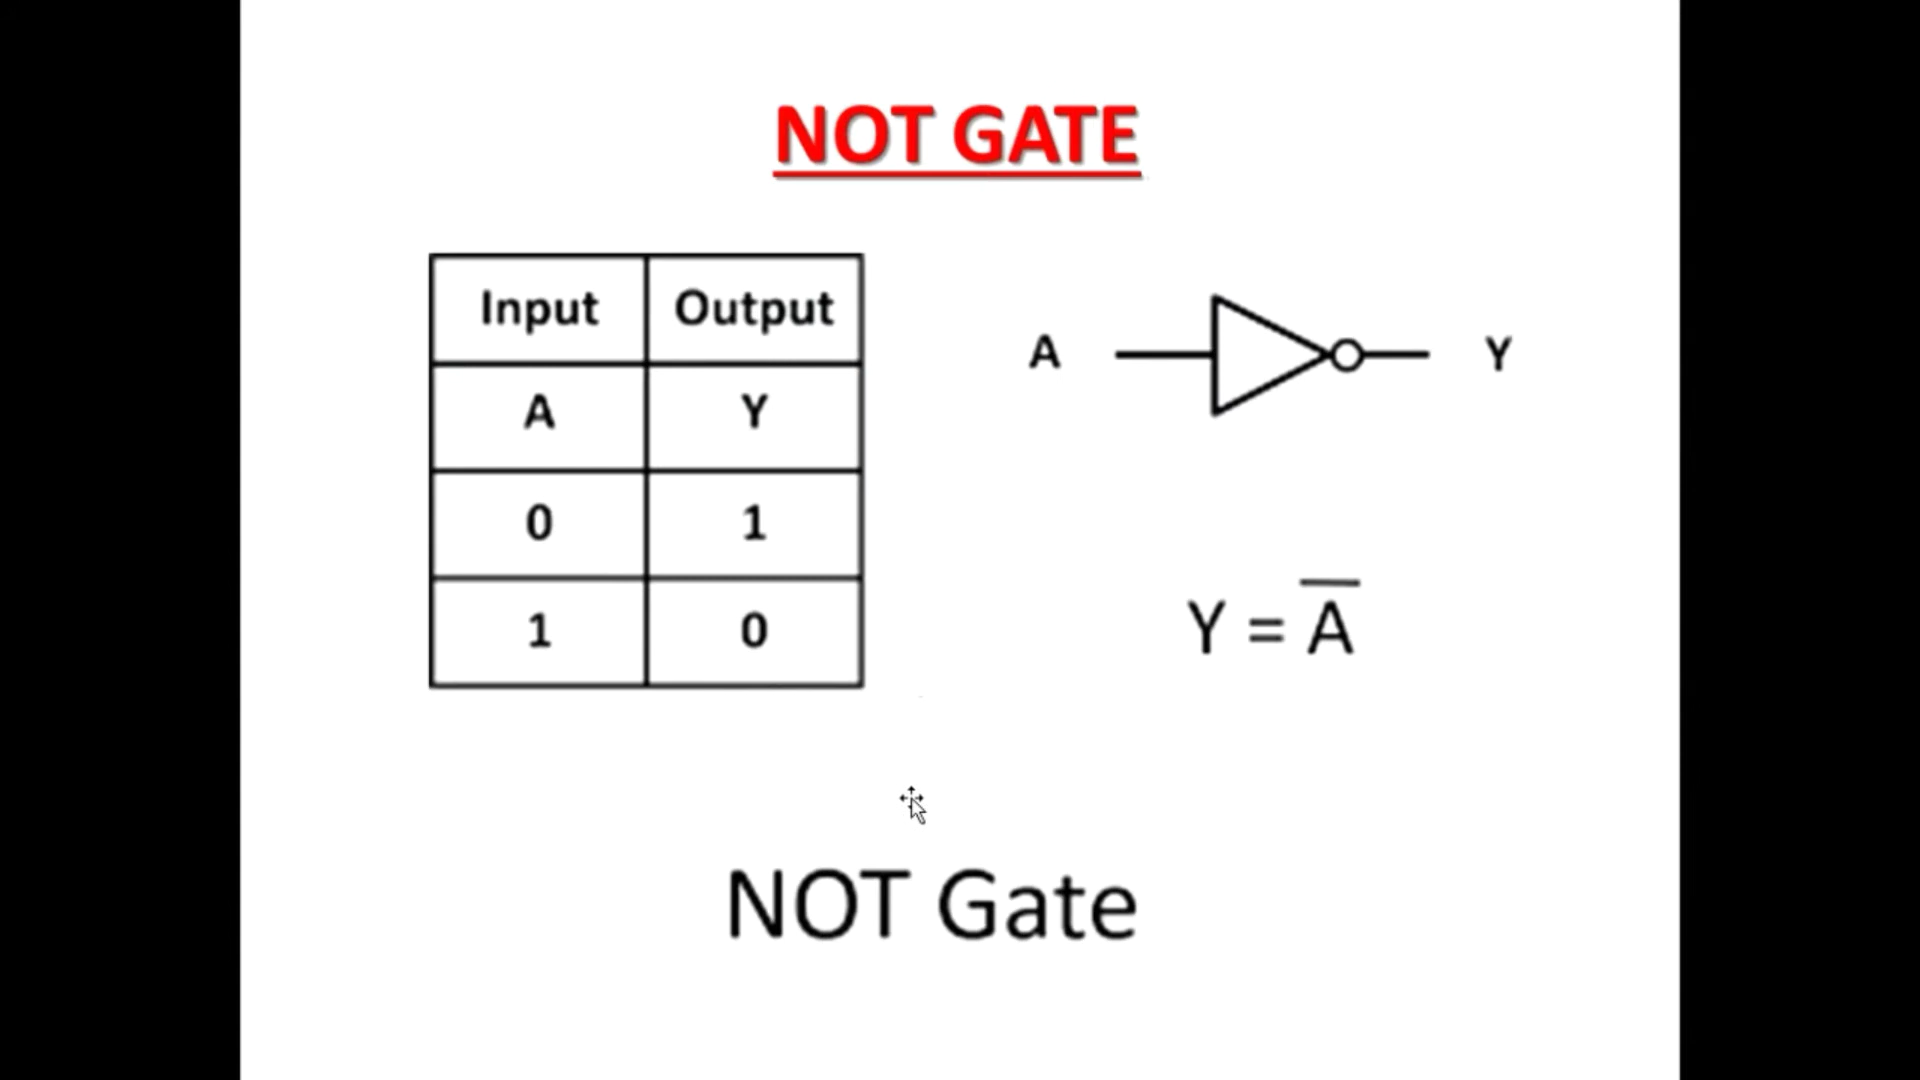 NOT GATE
Input Output
A Y
0 1
1 0
A Y
Y = A̅
NOT Gate